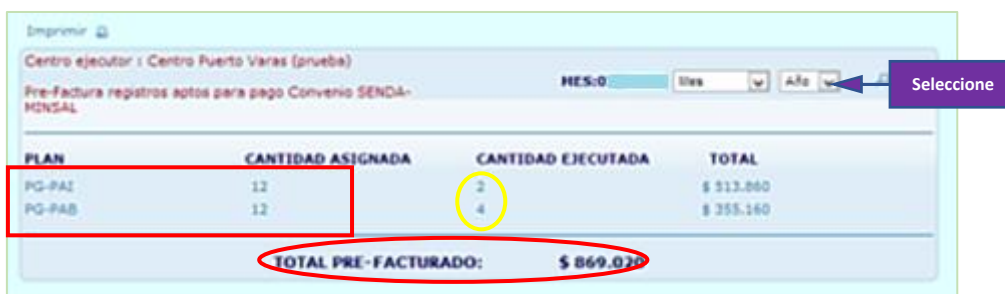 Imprimir
Centro ejecutor : Centro Puerto Varas (prueba)
MES:0 Mes Año Seleccione
Pre-Factura registros aptos para pago Convenio SENDA-
MINSAL
PLAN CANTIDAD ASIGNADA CANTIDAD EJECUTADA TOTAL
PG-PAI 12 2 $ 513.860
PG-PAB 12 4 $ 355.160
TOTAL PRE-FACTURADO: $ 869.020